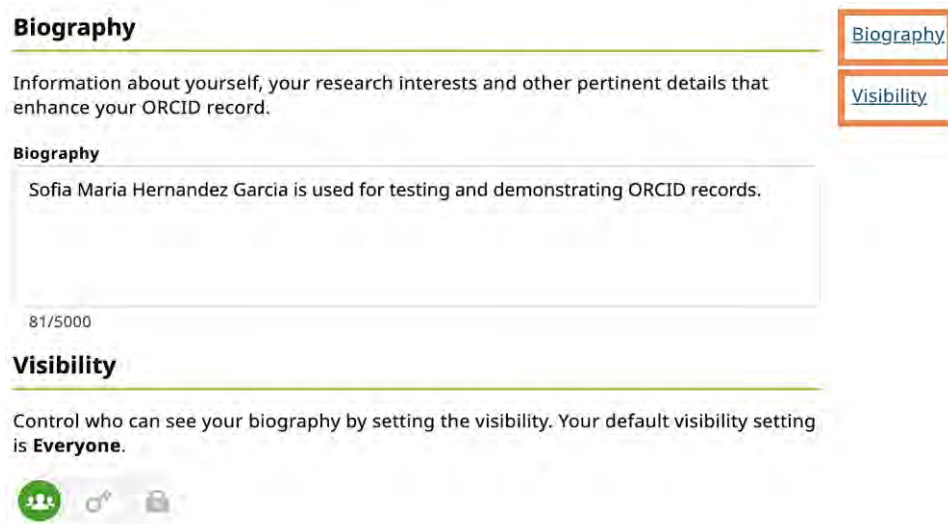 Biography
Information about yourself, your research interests and other pertinent details that
enhance your ORCID record.
Biography
Sofia Maria Hernandez Garcia is used for testing and demonstrating ORCID records.
81/5000
Visibility
Control who can see your biography by setting the visibility. Your default visibility setting
is Everyone.
Biography
Visibility